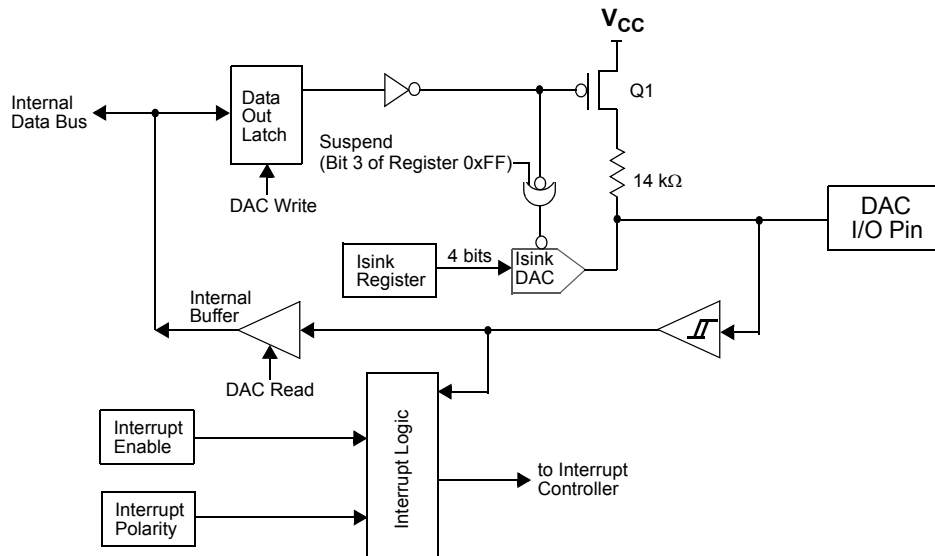 VCC
Internal
Data Bus
Data
Out
Latch
Q1
Suspend
(Bit 3 of Register 0xFF)
14 kΩ
DAC Write
DAC
I/O Pin
Isink
Register
4 bits
Isink
DAC
Internal
Buffer
DAC Read
Interrupt
Enable
Interrupt Logic
to Interrupt
Controller
Interrupt
Polarity